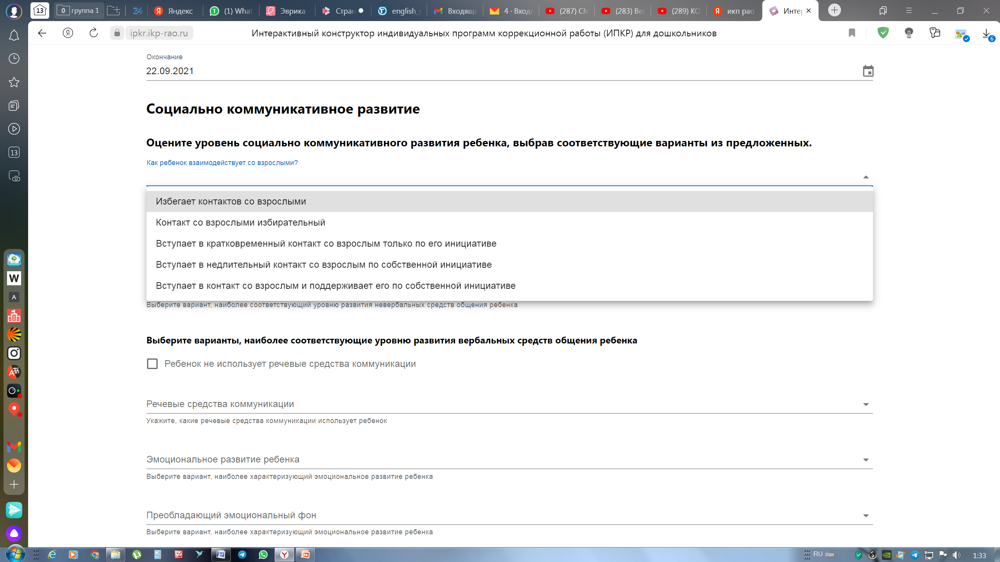 13
0 группа 1
24
Яндекс
(1) What
Эврика -
Стран
english_g
Входящи
4 · Входя
(287) СМ
(283) Ве
(289) КО
икп рао
Интер
ipkr.ikp-rao.ru
Интерактивный конструктор индивидуальных программ коррекционной работы (ИПКР) для дошкольников
6
13
Окончание
22.09.2021
Социально коммуникативное развитие
Оцените уровень социально коммуникативного развития ребенка, выбрав соответствующие варианты из предложенных.
Как ребенок взаимодействует со взрослыми?
Избегает контактов со взрослыми
Контакт со взрослыми избирательный
Вступает в кратковременный контакт со взрослым только по его инициативе
Вступает в недлительный контакт со взрослым по собственной инициативе
Вступает в контакт со взрослым и поддерживает его по собственной инициативе
Выберите вариант, наиболее соответствующий уровню развития невербальных средств общения ребенка
Выберите варианты, наиболее соответствующие уровню развития вербальных средств общения ребенка
Ребенок не использует речевые средства коммуникации
Речевые средства коммуникации
Укажите, какие речевые средства коммуникации использует ребенок
Эмоциональное развитие ребенка
Выберите вариант, наиболее характеризующий эмоциональное развитие ребенка
Преобладающий эмоциональный фон
Выберите вариант, наиболее характеризующий эмоциональное развитие ребенка
W
A
RU
1:33